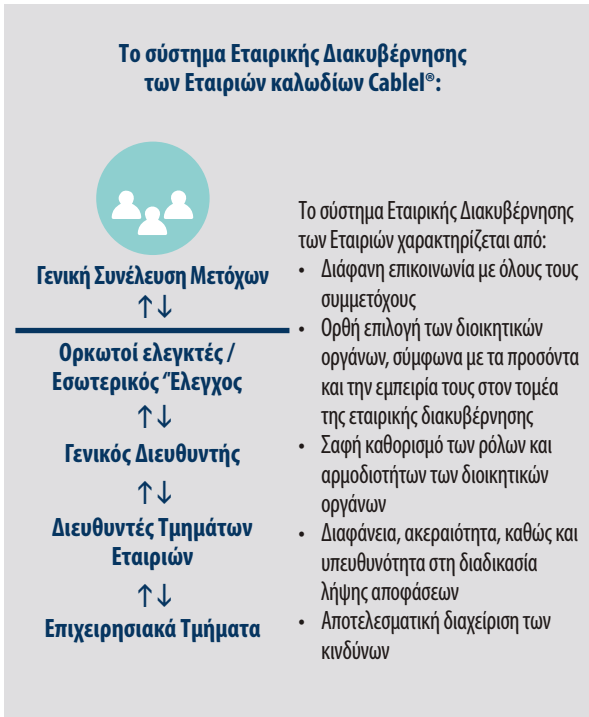 Το σύστημα Εταιρικής Διακυβέρνησης
των Εταιριών καλωδίων Cablel®:
Γενική Συνέλευση Μετόχων
↑↓
Ορκωτοί ελεγκτές /
Εσωτερικός ‘Έλεγχος
↑↓
Γενικός Διευθυντής
↑↓
Διευθυντές Τμημάτων
Εταιριών
↑↓
Επιχειρησιακά Τμήματα
Το σύστημα Εταιρικής Διακυβέρνησης
των Εταιριών χαρακτηρίζεται από:
• Διάφανη επικοινωνία με όλους τους
συμμετόχους
• Ορθή επιλογή των διοικητικών
οργάνων, σύμφωνα με τα προσόντα
και την εμπειρία τους στον τομέα
της εταιρικής διακυβέρνησης
• Σαφή καθορισμό των ρόλων και
αρμοδιοτήτων των διοικητικών
οργάνων
• Διαφάνεια, ακεραιότητα, καθώς και
υπευθυνότητα στη διαδικασία
λήψης αποφάσεων
• Αποτελεσματική διαχείριση των
κινδύνων